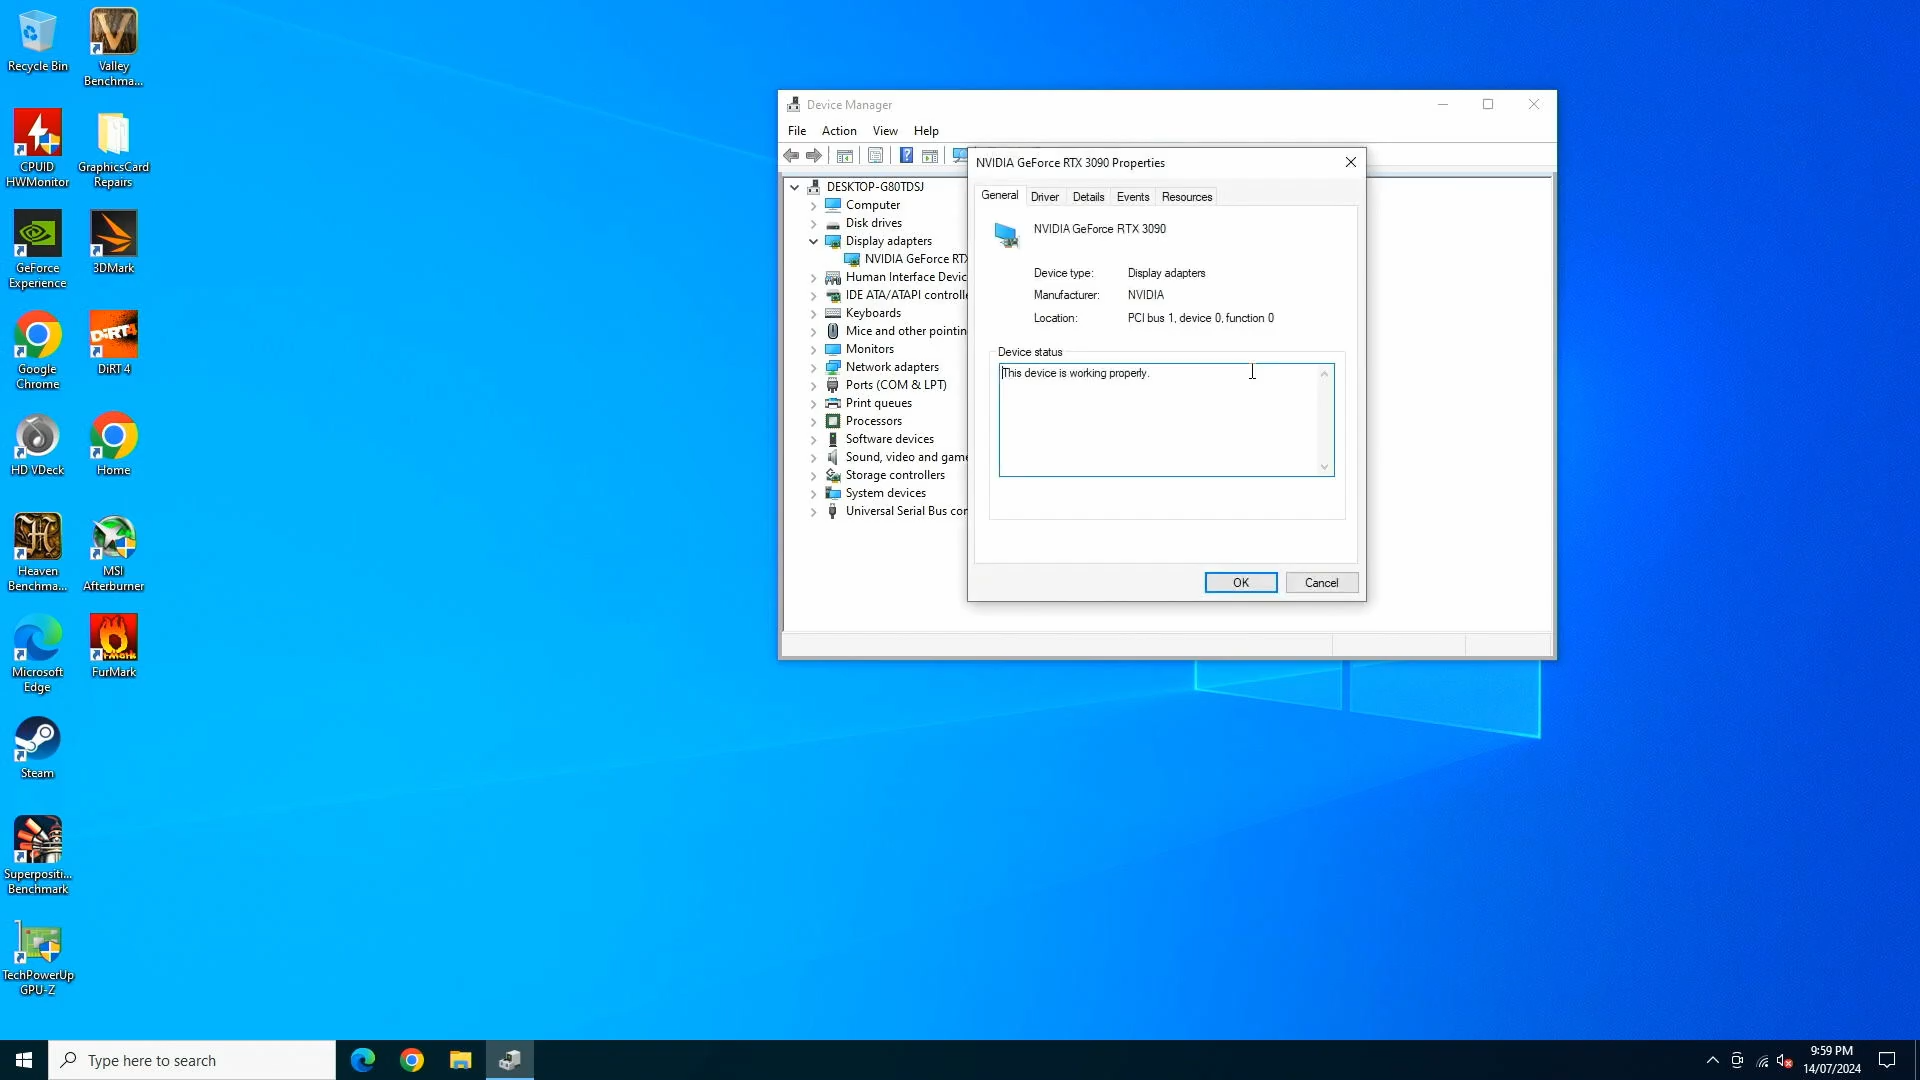 Recycle Bin
Valley
Benchma...
CPUID
HWMonitor
GraphicsCard
Repairs
GeForce
Experience
3DMark
Google
Chrome
DiRT 4
HD VDeck
Home
Heaven
Benchma...
MSI
Afterburner
Microsoft
Edge
FurMark
Steam
Superpositi...
Benchmark
TechPowerUp
GPU-Z
Device Manager
File Action View Help
DESKTOP-G80TDSJ
Computer
Disk drives
Display adapters
NVIDIA GeForce RTX
Human Interface Devic
IDE ATA/ATAPI controlle
Keyboards
Mice and other pointin
Monitors
Network adapters
Ports (COM & LPT)
Print queues
Processors
Software devices
Sound, video and game
Storage controllers
System devices
Universal Serial Bus cor
NVIDIA GeForce RTX 3090 Properties
General Driver Details Events Resources
NVIDIA GeForce RTX 3090
Device type: Display adapters
Manufacturer: NVIDIA
Location: PCI bus 1, device 0, function 0
Device status
This device is working properly.
OK Cancel
Type here to search
9:59 PM
14/07/2024